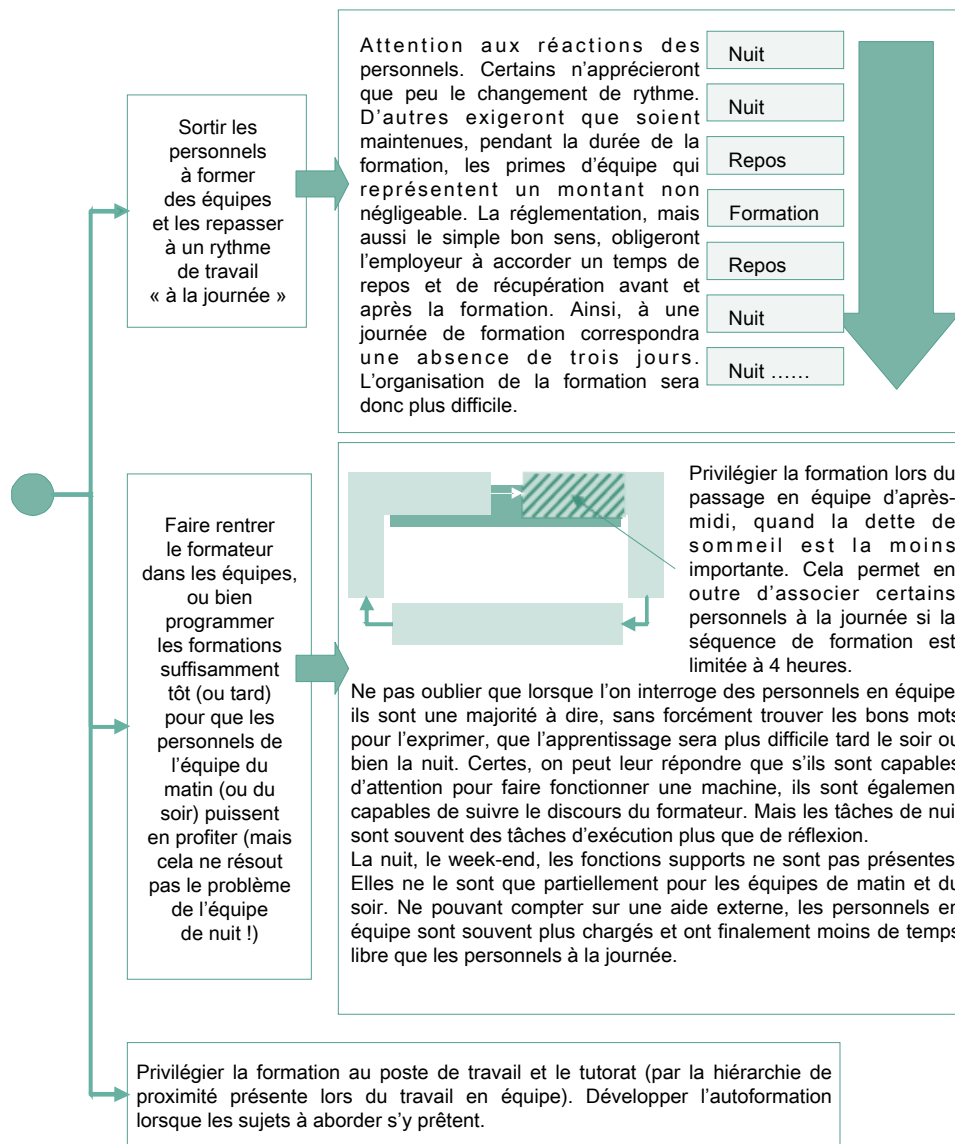 Sortir les
personnels
à former
des équipes
et les repasser
à un rythme
de travail
« à la journée »
Attention aux réactions des
personnels. Certains n’apprécieront
que peu le changement de rythme.
D’autres exigeront que soient
maintenues, pendant la durée de la
formation, les primes d’équipe qui
représentent un montant non
négligeable. La réglementation, mais
aussi le simple bon sens, obligeront
l’employeur à accorder un temps de
repos et de récupération avant et
après la formation. Ainsi, à une
journée de formation correspondra
une absence de trois jours.
L’organisation de la formation sera
donc plus difficile.
Nuit
Nuit
Repos
Formation
Repos
Nuit
Nuit ......
Faire rentrer
le formateur
dans les équipes,
ou bien
programmer
les formations
suffisamment
tôt (ou tard)
pour que les
personnels de
l’équipe du
matin (ou du
soir) puissent
en profiter (mais
cela ne résout
pas le problème
de l’équipe
de nuit !)
Privilégier la formation lors du
passage en équipe d’après-
midi, quand la dette de
sommeil est la moins
importante. Cela permet en
outre d’associer certains
personnels à la journée si la
séquence de formation est
limitée à 4 heures.
Ne pas oublier que lorsque l’on interroge des personnels en équipe
ils sont une majorité à dire, sans forcément trouver les bons mots
pour l’exprimer, que l’apprentissage sera plus difficile tard le soir ou
bien la nuit. Certes, on peut leur répondre que s’ils sont capables
d’attention pour faire fonctionner une machine, ils sont égalemen
capables de suivre le discours du formateur. Mais les tâches de nui
sont souvent des tâches d’exécution plus que de réflexion.
La nuit, le week-end, les fonctions supports ne sont pas présentes
Elles ne le sont que partiellement pour les équipes de matin et du
soir. Ne pouvant compter sur une aide externe, les personnels en
équipe sont souvent plus chargés et ont finalement moins de temps
libre que les personnels à la journée.
Privilégier la formation au poste de travail et le tutorat (par la hiérarchie de
proximité présente lors du travail en équipe). Développer l’autoformation
lorsque les sujets à aborder s’y prêtent.